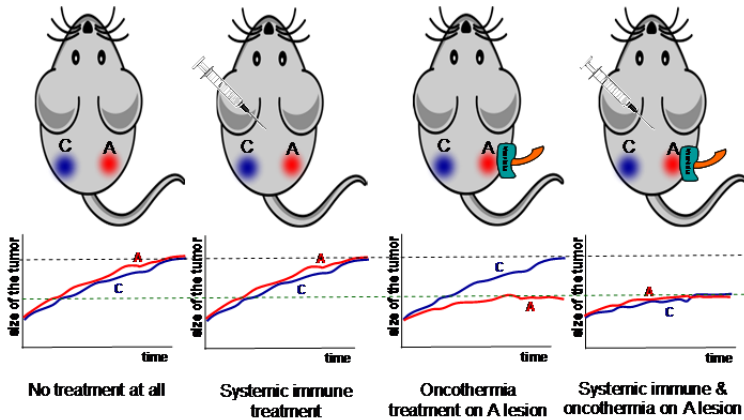 C A
C A
C A
C A
size of the tumor
A
C
time
size of the tumor
A
C
time
size of the tumor
C
A
time
size of the tumor
A
C
time
No treatment at all
Systemic immune
treatment
Oncothermia
treatment on A lesion
Systemic immune &
oncothermia on A lesion